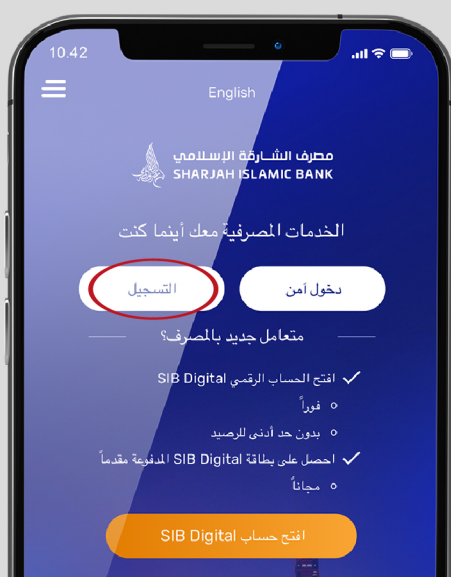 10.42
English
مصرف الشارقة الإسلامي
SHARJAH ISLAMIC BANK
الخدمات المصرفية معك أينما كنت
دخول آمن
التسجيل
متعامل جديد بالمصرف؟
افتح الحساب الرقمي SIB Digital
فوراً
بدون حد أدنى للرصيد
احصل على بطاقة SIB Digital المدفوعة مقدماً
مجاناً
افتح حساب SIB Digital